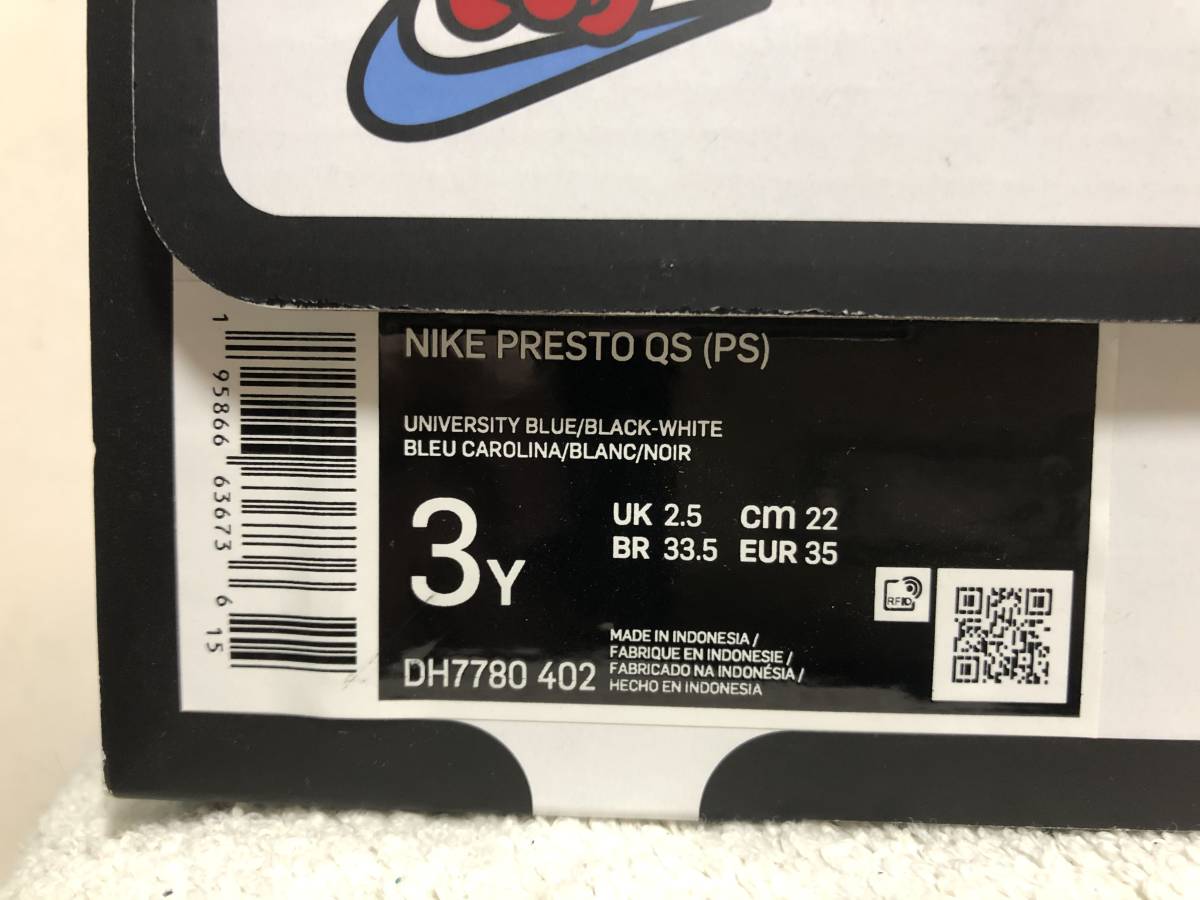 NIKE PRESTO QS (PS)
UNIVERSITY BLUE/BLACK-WHITE
BLEU CAROLINA/BLANC/NOIR
3Y
UK 2.5 cm 22
BR 33.5 EUR 35
RFID
DH7780 402
MADE IN INDONESIA /
FABRIQUE EN INDONESIE /
FABRICADO NA INDONÉSIA /
HECHO EN INDONESIA
1 95866 63673 6 15